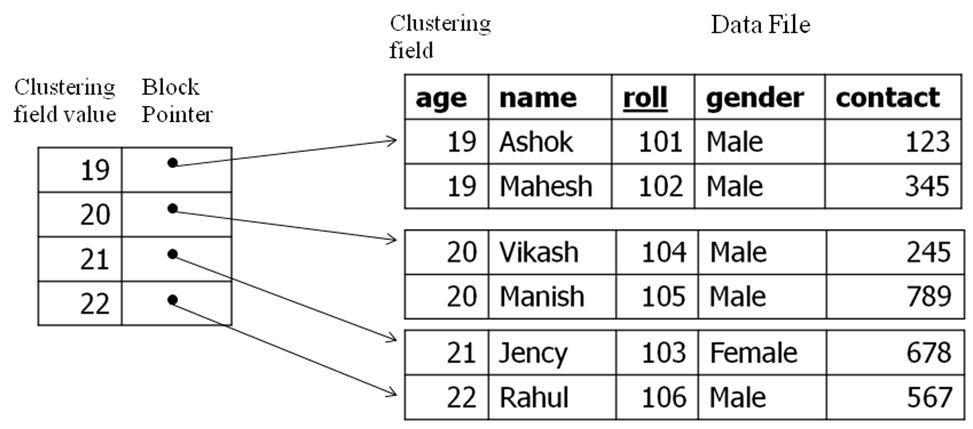 Clustering
field
Data File
Clustering Block
field value Pointer
age name roll gender contact
19 Ashok 101 Male 123
19 Mahesh 102 Male 345
20 Vikash 104 Male 245
20 Manish 105 Male 789
21 Jency 103 Female 678
22 Rahul 106 Male 567
19
20
21
22